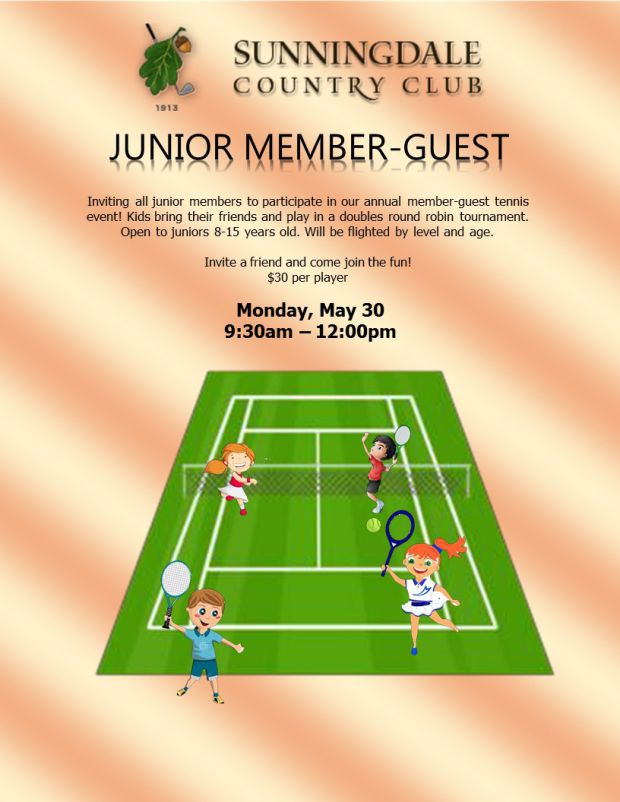 SUNNINGDALE
COUNTRY CLUB
1913
JUNIOR MEMBER-GUEST
Inviting all junior members to participate in our annual member-guest tennis
event! Kids bring their friends and play in a doubles round robin tournament.
Open to juniors 8-15 years old. Will be flighted by level and age.
Invite a friend and come join the fun!
$30 per player
Monday, May 30
9:30am – 12:00pm